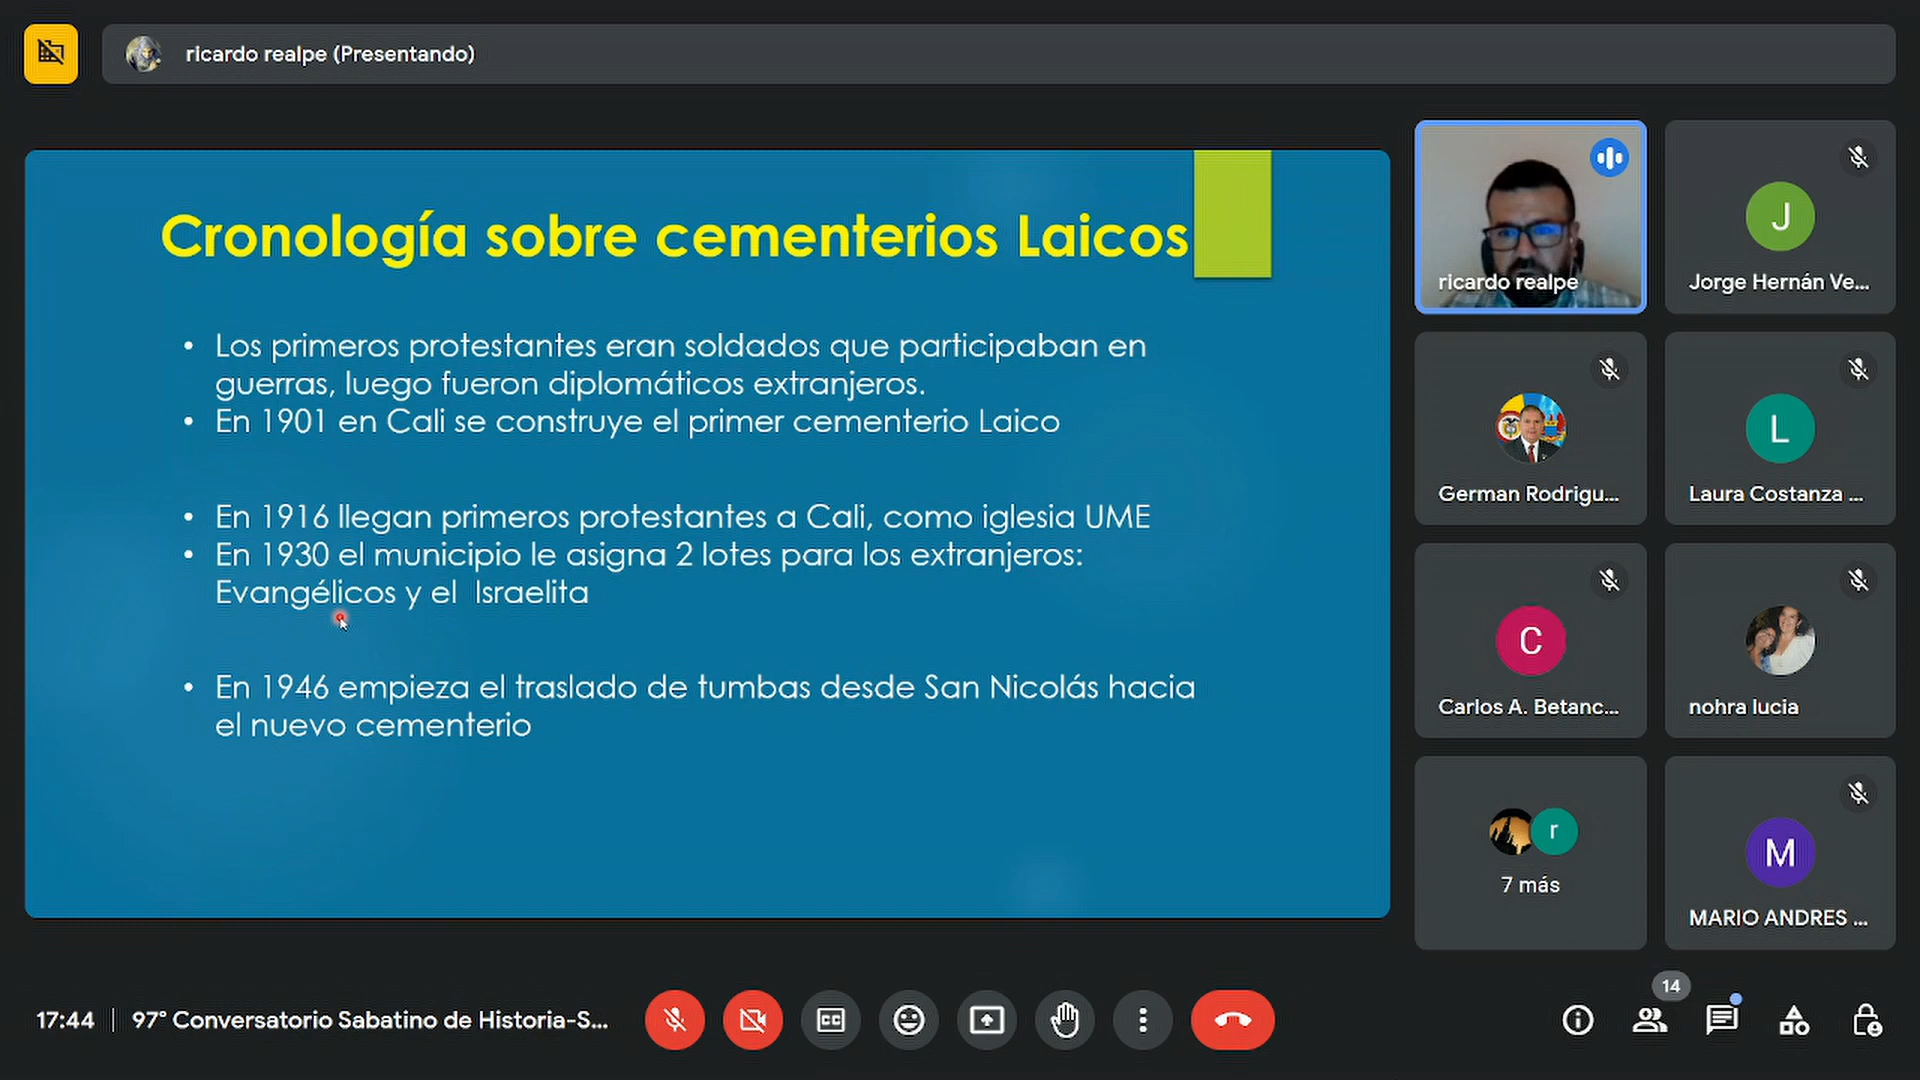 ricardo realpe (Presentando)
Cronología sobre cementerios Laicos
• Los primeros protestantes eran soldados que participaban en
guerras, luego fueron diplomáticos extranjeros.
• En 1901 en Cali se construye el primer cementerio Laico
• En 1916 llegan primeros protestantes a Cali, como iglesia UME
• En 1930 el municipio le asigna 2 lotes para los extranjeros:
Evangélicos y el Israelita
• En 1946 empieza el traslado de tumbas desde San Nicolás hacia
el nuevo cementerio
ricardo realpe
J
Jorge Hernán Ve...
German Rodrigu...
L
Laura Costanza ...
C
Carlos A. Betanc...
nohra lucia
r
7 más
M
MARIO ANDRES ...
17:44 | 97° Conversatorio Sabatino de Historia-S...
CC
14